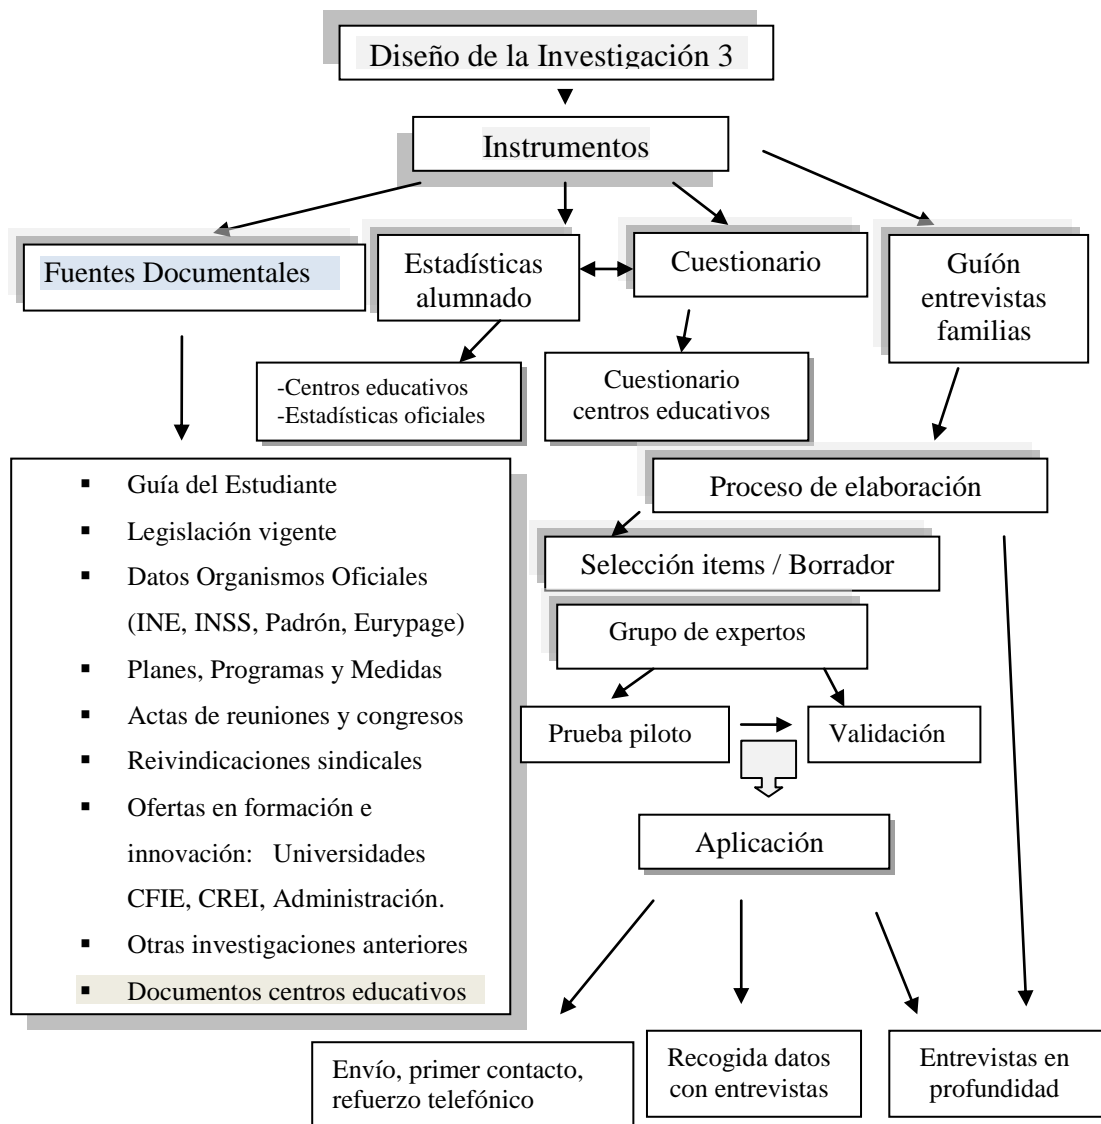 Diseño de la Investigación 3
Instrumentos
Fuentes Documentales
Estadísticas
alumnado
Cuestionario
Guíón
entrevistas
familias
-Centros educativos
-Estadísticas oficiales
Cuestionario
centros educativos
▪ Guía del Estudiante
▪ Legislación vigente
▪ Datos Organismos Oficiales
(INE, INSS, Padrón, Eurypage)
▪ Planes, Programas y Medidas
▪ Actas de reuniones y congresos
▪ Reivindicaciones sindicales
▪ Ofertas en formación e
innovación: Universidades
CFIE, CREI, Administración.
▪ Otras investigaciones anteriores
▪ Documentos centros educativos
Proceso de elaboración
Selección items / Borrador
Grupo de expertos
Prueba piloto
Validación
Aplicación
Envío, primer contacto,
refuerzo telefónico
Recogida datos
con entrevistas
Entrevistas en
profundidad